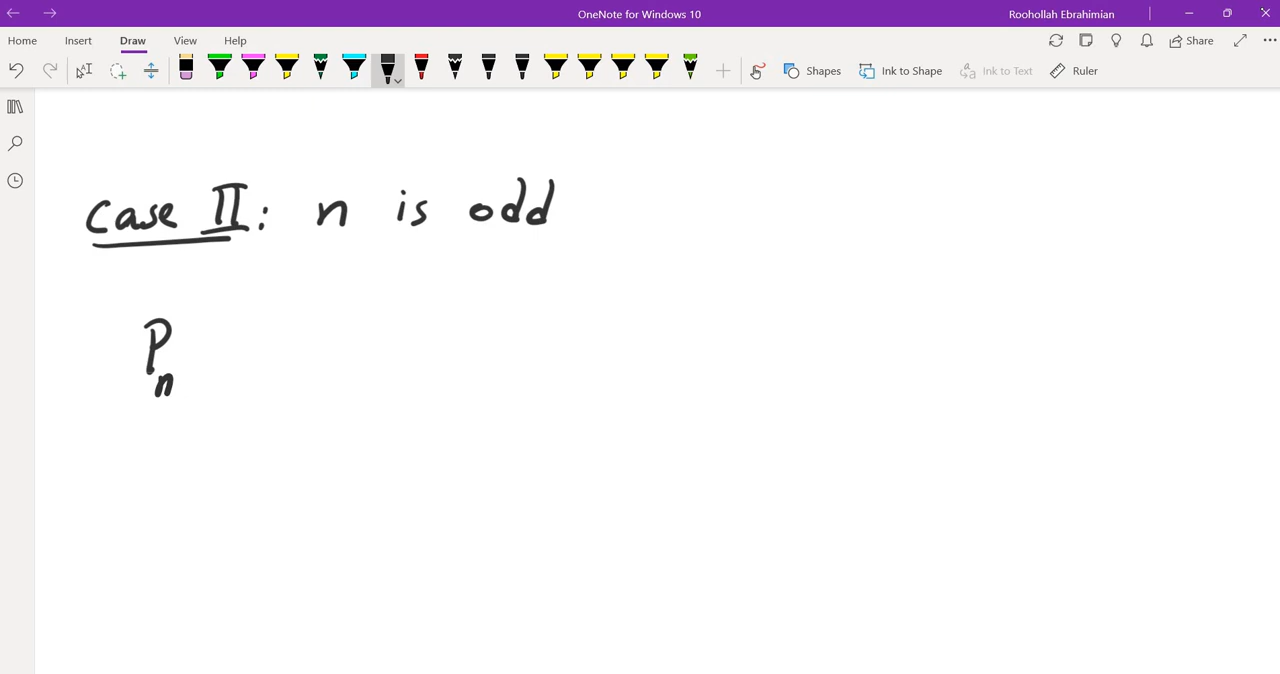 OneNote for Windows 10
Roohollah Ebrahimian
Home Insert Draw View Help
Share
Shapes Ink to Shape Ink to Text Ruler
Case II: n is odd
Pn